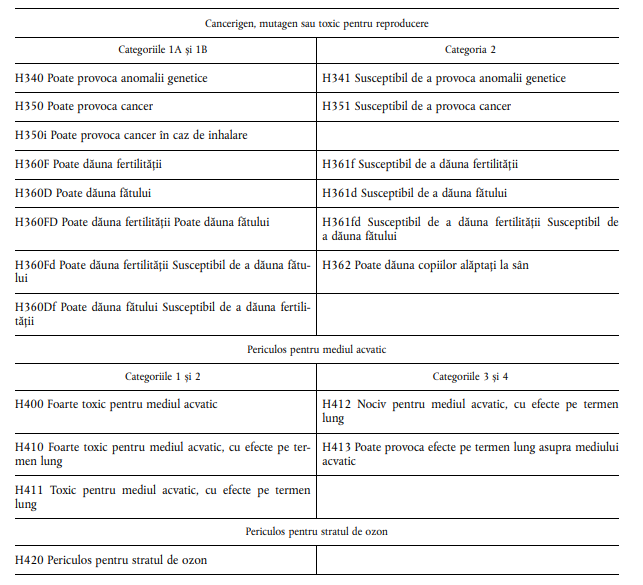 Cancerigen, mutagen sau toxic pentru reproducere
Categoriile 1A și 1B
Categoria 2
H340 Poate provoca anomalii genetice
H341 Susceptibil de a provoca anomalii genetice
H350 Poate provoca cancer
H351 Susceptibil de a provoca cancer
H350i Poate provoca cancer în caz de inhalare
H360F Poate dăuna fertilității
H361f Susceptibil de a dăuna fertilității
H360D Poate dăuna fătului
H361d Susceptibil de a dăuna fătului
H360FD Poate dăuna fertilității Poate dăuna fătului
H361fd Susceptibil de a dăuna fertilității Susceptibil de
a dăuna fătului
H360Fd Poate dăuna fertilității Susceptibil de a dăuna fătu-
lui
H362 Poate dăuna copiilor alăptați la sân
H360Df Poate dăuna fătului Susceptibil de a dăuna fertili-
tății
Periculos pentru mediul acvatic
Categoriile 1 și 2
Categoriile 3 și 4
H400 Foarte toxic pentru mediul acvatic
H412 Nociv pentru mediul acvatic, cu efecte pe termen
lung
H410 Foarte toxic pentru mediul acvatic, cu efecte pe ter-
men lung
H413 Poate provoca efecte pe termen lung asupra mediului
acvatic
H411 Toxic pentru mediul acvatic, cu efecte pe termen
lung
Periculos pentru stratul de ozon
H420 Periculos pentru stratul de ozon